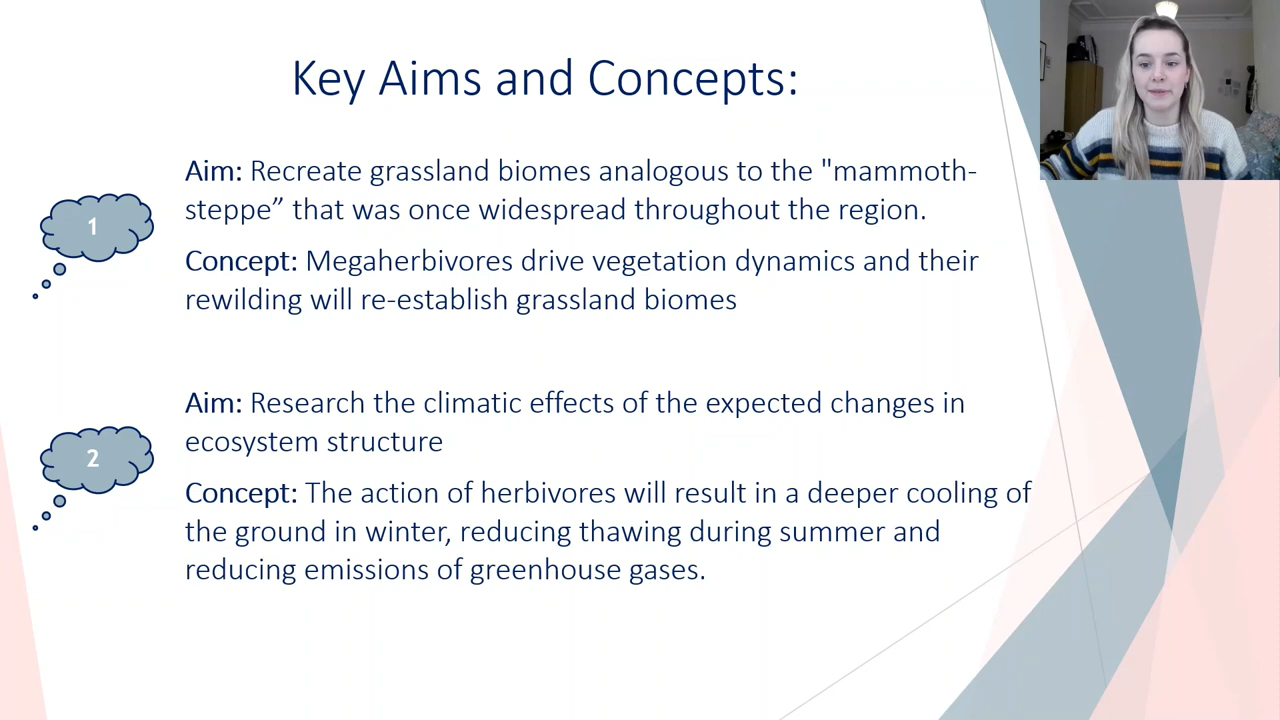 Key Aims and Concepts:
1
Aim: Recreate grassland biomes analogous to the "mammoth-
steppe” that was once widespread throughout the region.
Concept: Megaherbivores drive vegetation dynamics and their
rewilding will re-establish grassland biomes
2
Aim: Research the climatic effects of the expected changes in
ecosystem structure
Concept: The action of herbivores will result in a deeper cooling of
the ground in winter, reducing thawing during summer and
reducing emissions of greenhouse gases.